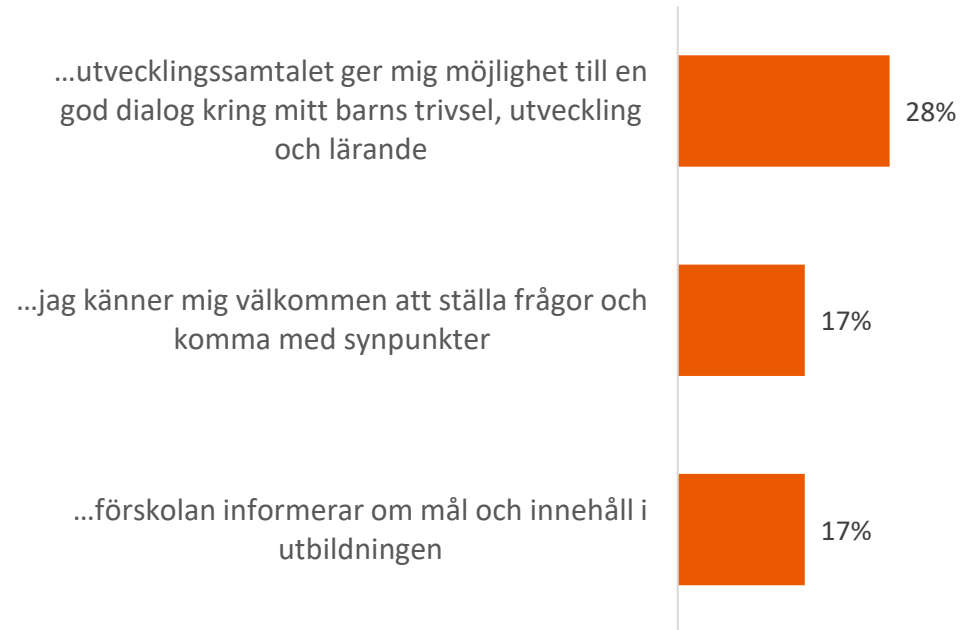 ...utvecklingssamtalet ger mig möjlighet till en
god dialog kring mitt barns trivsel, utveckling
och lärande
28%
...jag känner mig välkommen att ställa frågor och
komma med synpunkter
17%
...förskolan informerar om mål och innehåll i
utbildningen
17%